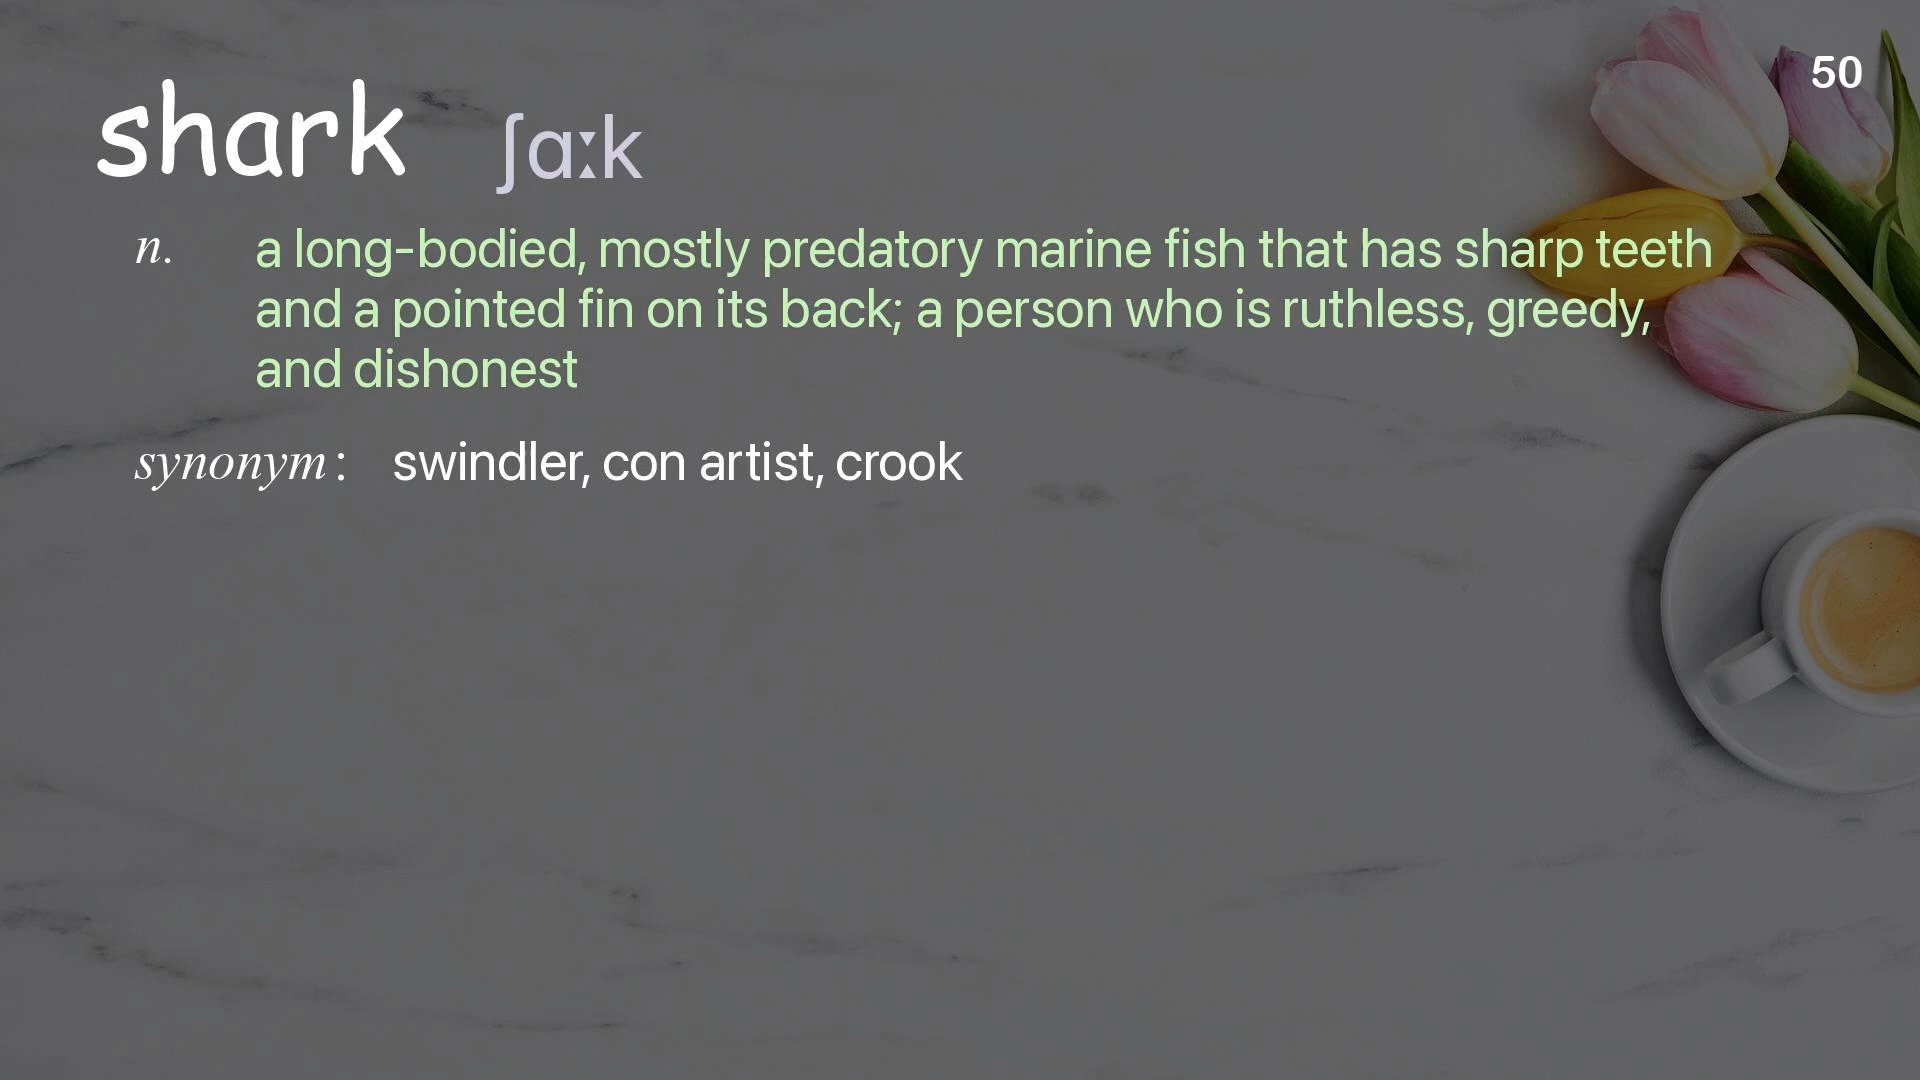 50
shark ʃɑːk
n. a long-bodied, mostly predatory marine fish that has sharp teeth
and a pointed fin on its back; a person who is ruthless, greedy,
and dishonest
synonym: swindler, con artist, crook